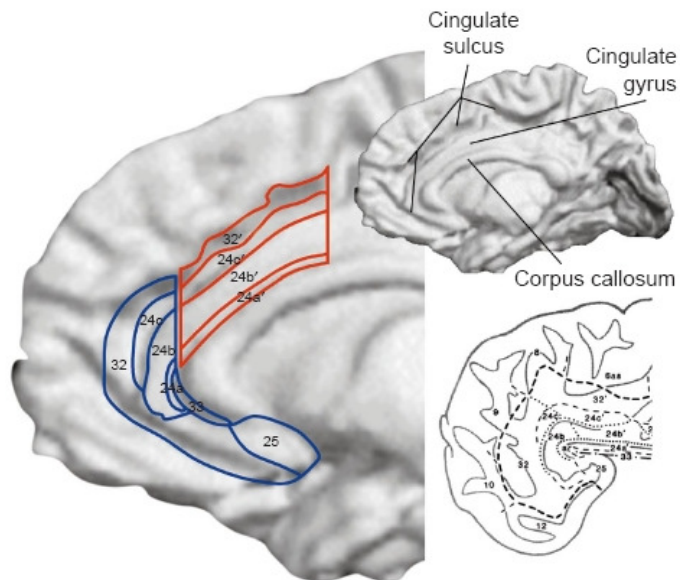 Cingulate
sulcus
Cingulate
gyrus
Corpus callosum
32'
24c'
24b'
24a'
24c
24b
32
24a
33
25
8
6aa
32'
9
24c
24c'
24b
24b'
24a'
33
25
32
10
12